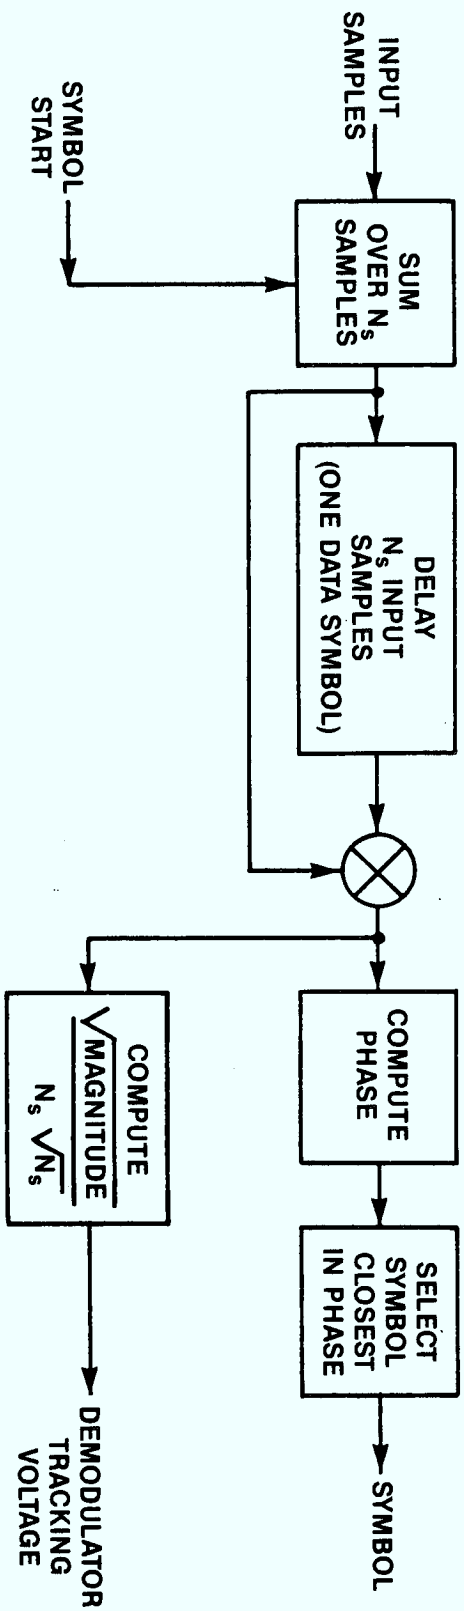 INPUT
SAMPLES
SYMBOL
START
SUM
OVER Ns
SAMPLES
DELAY
Ns INPUT
SAMPLES
(ONE DATA SYMBOL)
COMPUTE
PHASE
SELECT
SYMBOL
CLOSEST
IN PHASE
SYMBOL
COMPUTE
√MAGNITUDE
Ns √Ns
DEMODULATOR
TRACKING
VOLTAGE